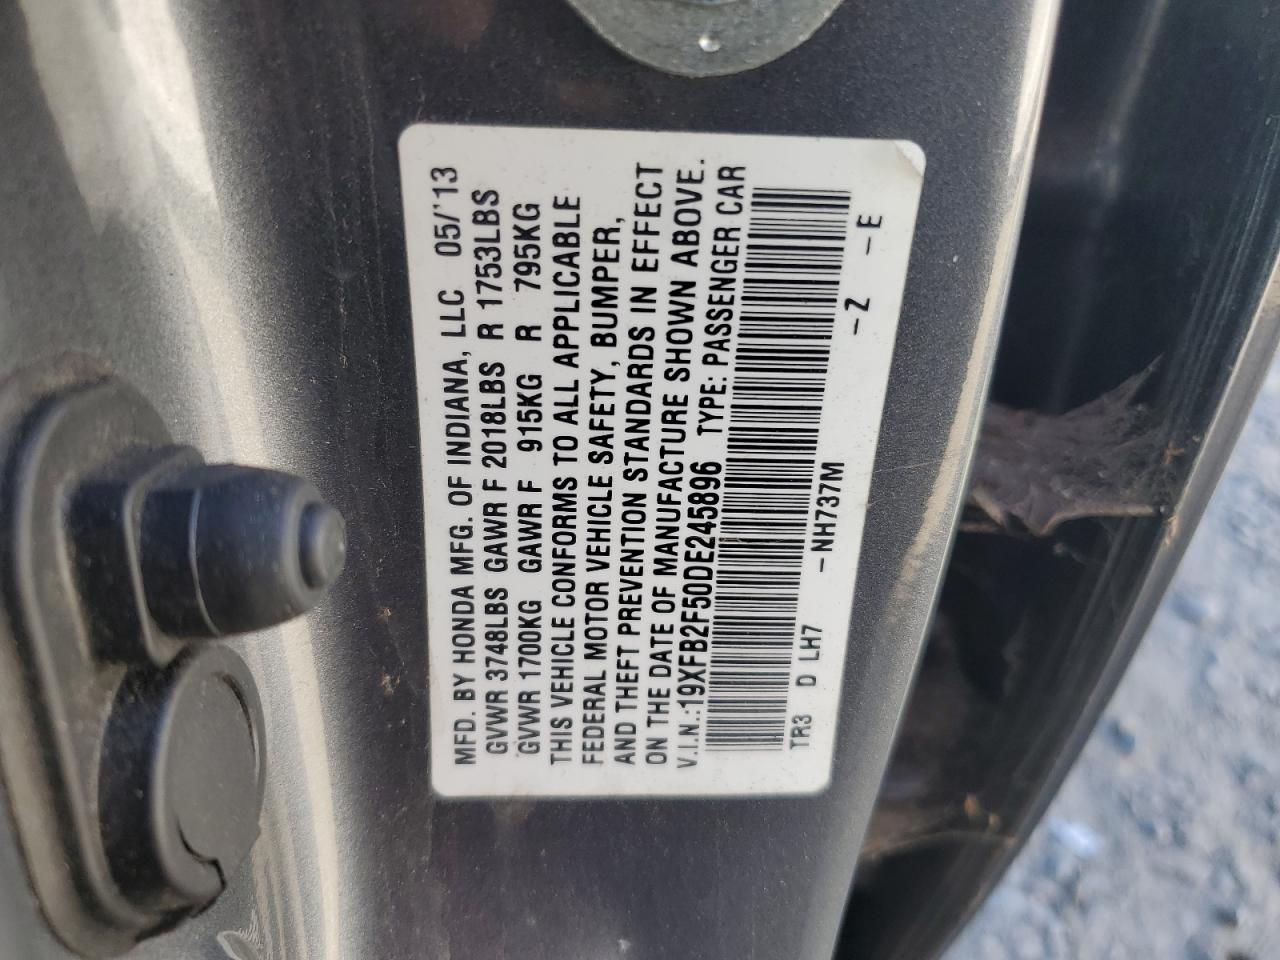 MFD. BY HONDA MFG. OF INDIANA, LLC 05/'13
GVWR 3748LBS GAWR F 2018LBS R 1753LBS
GVWR 1700KG GAWR F 915KG R 795KG
THIS VEHICLE CONFORMS TO ALL APPLICABLE
FEDERAL MOTOR VEHICLE SAFETY, BUMPER,
AND THEFT PREVENTION STANDARDS IN EFFECT
ON THE DATE OF MANUFACTURE SHOWN ABOVE.
V.I.N.:19XFB2F50DE245896 TYPE: PASSENGER CAR
TR3 D LH7 -NH737M -Z -E